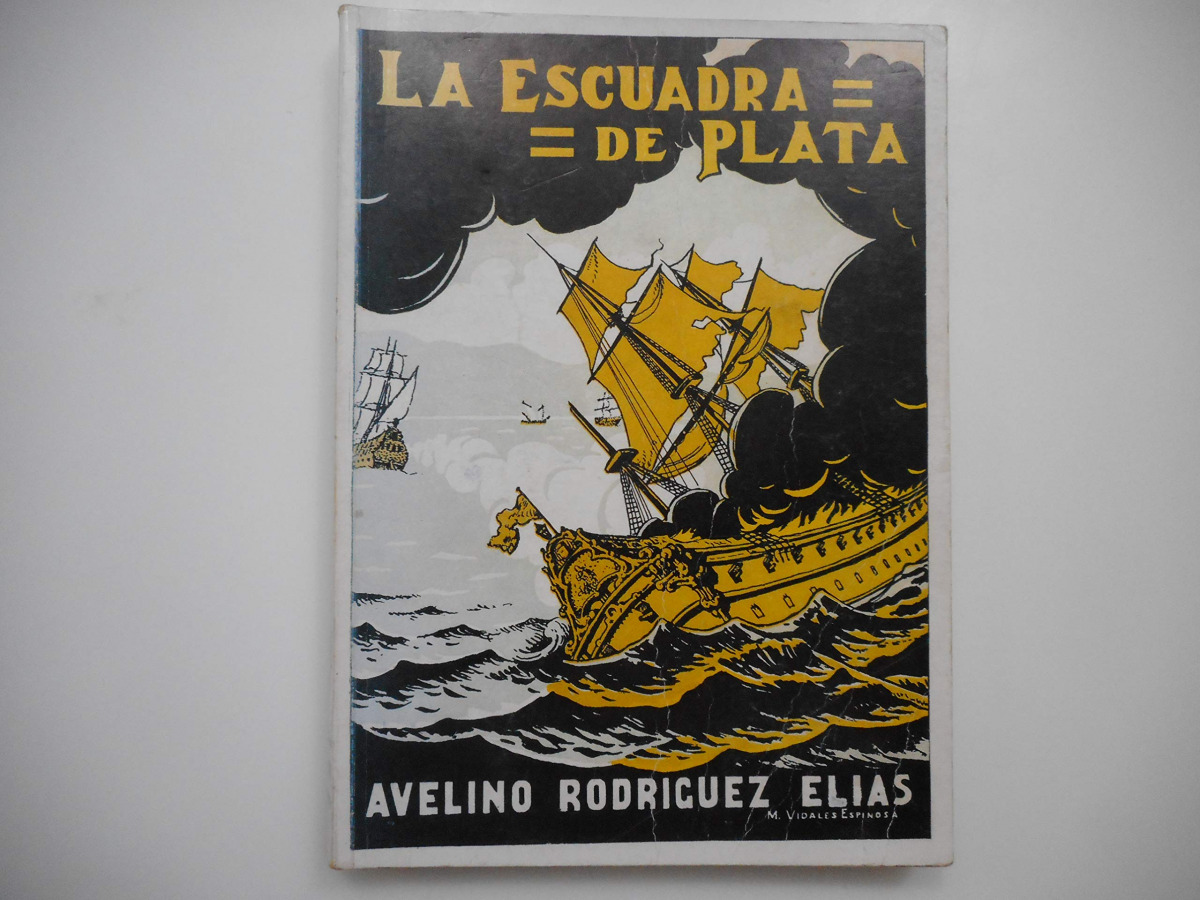 LA ESCUADRA =
= DE PLATA
AVELINO RODRIGUEZ ELIAS
M. VIDALES ESPINOSA